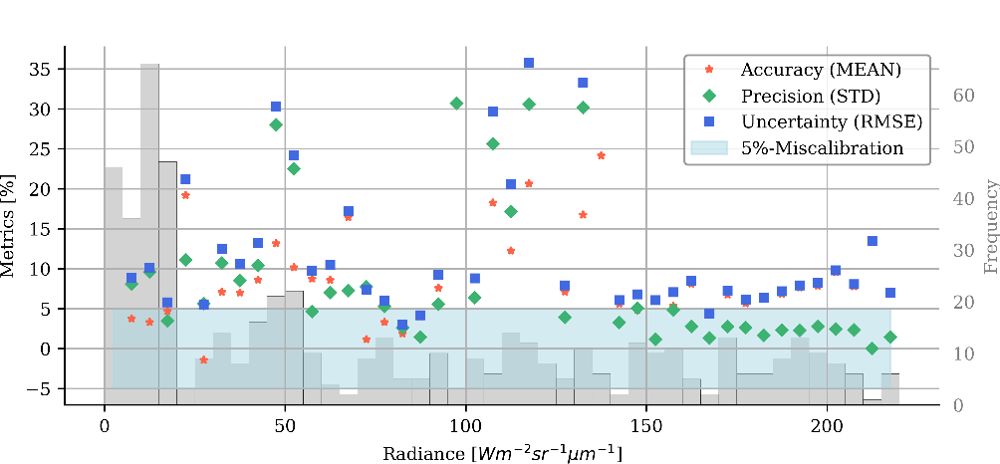 Accuracy (MEAN)
Precision (STD)
Uncertainty (RMSE)
5%-Miscalibration
35
30
25
20
15
10
5
0
−5
Metrics [%]
60
50
40
30
20
10
0
Frequency
0 50 100 150 200
Radiance [Wm⁻²sr⁻¹μm⁻¹]